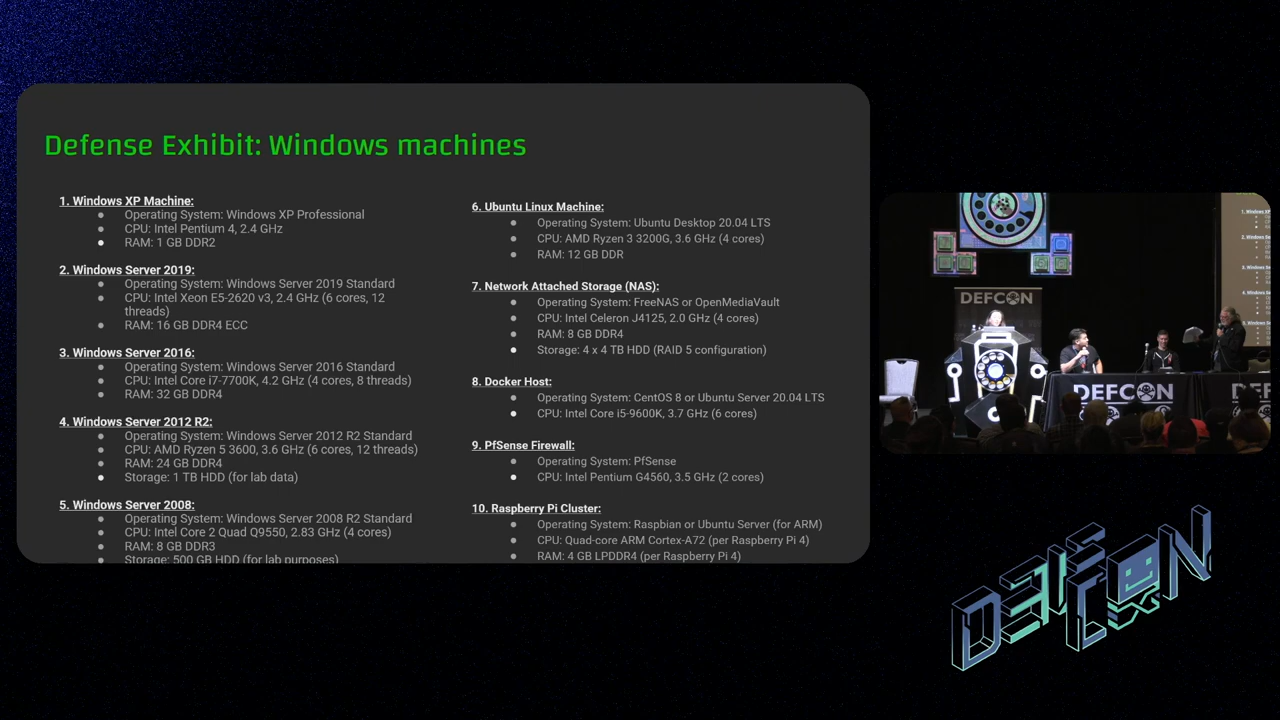 Defense Exhibit: Windows machines
1. Windows XP Machine:
Operating System: Windows XP Professional
CPU: Intel Pentium 4, 2.4 GHz
RAM: 1 GB DDR2
2. Windows Server 2019:
Operating System: Windows Server 2019 Standard
CPU: Intel Xeon E5-2620 v3, 2.4 GHz (6 cores, 12
threads)
RAM: 16 GB DDR4 ECC
3. Windows Server 2016:
Operating System: Windows Server 2016 Standard
CPU: Intel Core i7-7700K, 4.2 GHz (4 cores, 8 threads)
RAM: 32 GB DDR4
4. Windows Server 2012 R2:
Operating System: Windows Server 2012 R2 Standard
CPU: AMD Ryzen 5 3600, 3.6 GHz (6 cores, 12 threads)
RAM: 24 GB DDR4
Storage: 1 TB HDD (for lab data)
5. Windows Server 2008:
Operating System: Windows Server 2008 R2 Standard
CPU: Intel Core 2 Quad Q9550, 2.83 GHz (4 cores)
RAM: 8 GB DDR3
Storage: 500 GB HDD (for lab purposes)
6. Ubuntu Linux Machine:
Operating System: Ubuntu Desktop 20.04 LTS
CPU: AMD Ryzen 3 3200G, 3.6 GHz (4 cores)
RAM: 12 GB DDR
7. Network Attached Storage (NAS):
Operating System: FreeNAS or OpenMediaVault
CPU: Intel Celeron J4125, 2.0 GHz (4 cores)
RAM: 8 GB DDR4
Storage: 4 x 4 TB HDD (RAID 5 configuration)
8. Docker Host:
Operating System: CentOS 8 or Ubuntu Server 20.04 LTS
CPU: Intel Core i5-9600K, 3.7 GHz (6 cores)
9. PfSense Firewall:
Operating System: PfSense
CPU: Intel Pentium G4560, 3.5 GHz (2 cores)
10. Raspberry Pi Cluster:
Operating System: Raspbian or Ubuntu Server (for ARM)
CPU: Quad-core ARM Cortex-A72 (per Raspberry Pi 4)
RAM: 4 GB LPDDR4 (per Raspberry Pi 4)
DEFCON
DEFCON
DEF
DEF CON